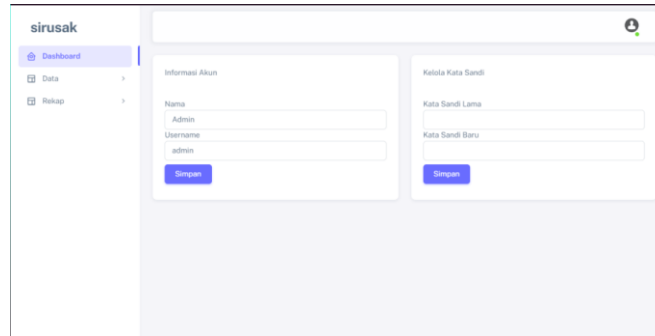 sirusak
Dashboard
Data
Rekap
Informasi Akun
Nama
Admin
Username
admin
Simpan
Kelola Kata Sandi
Kata Sandi Lama
Kata Sandi Baru
Simpan